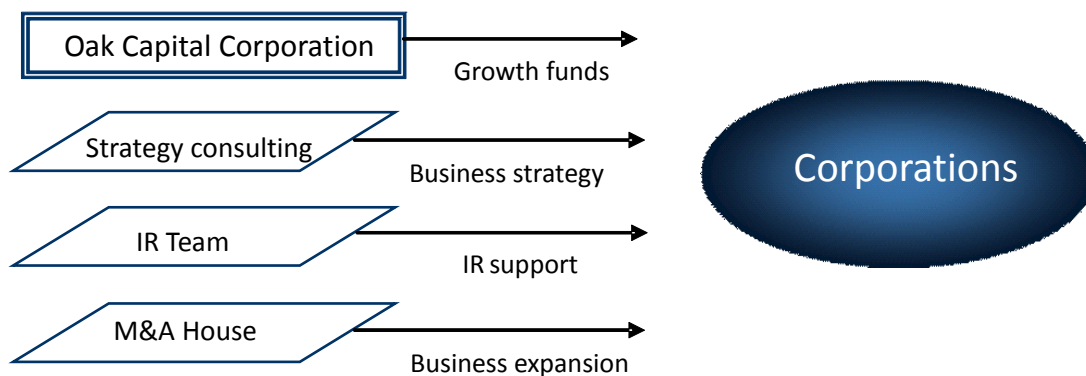 Oak Capital Corporation
Growth funds
Strategy consulting
Business strategy
Corporations
IR Team
IR support
M&A House
Business expansion